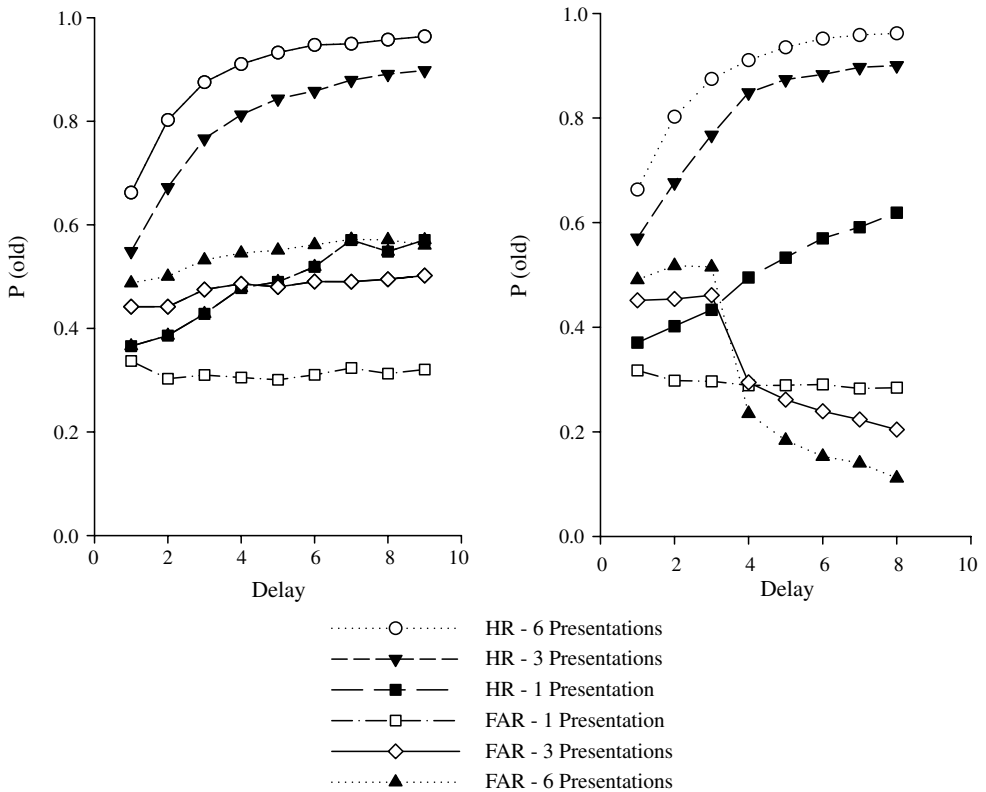 1.0
0.8
0.6
0.4
0.2
0.0
P (old)
0 2 4 6 8 10
Delay
1.0
0.8
0.6
0.4
0.2
0.0
P (old)
0 2 4 6 8 10
Delay
HR - 6 Presentations
HR - 3 Presentations
HR - 1 Presentation
FAR - 1 Presentation
FAR - 3 Presentations
FAR - 6 Presentations